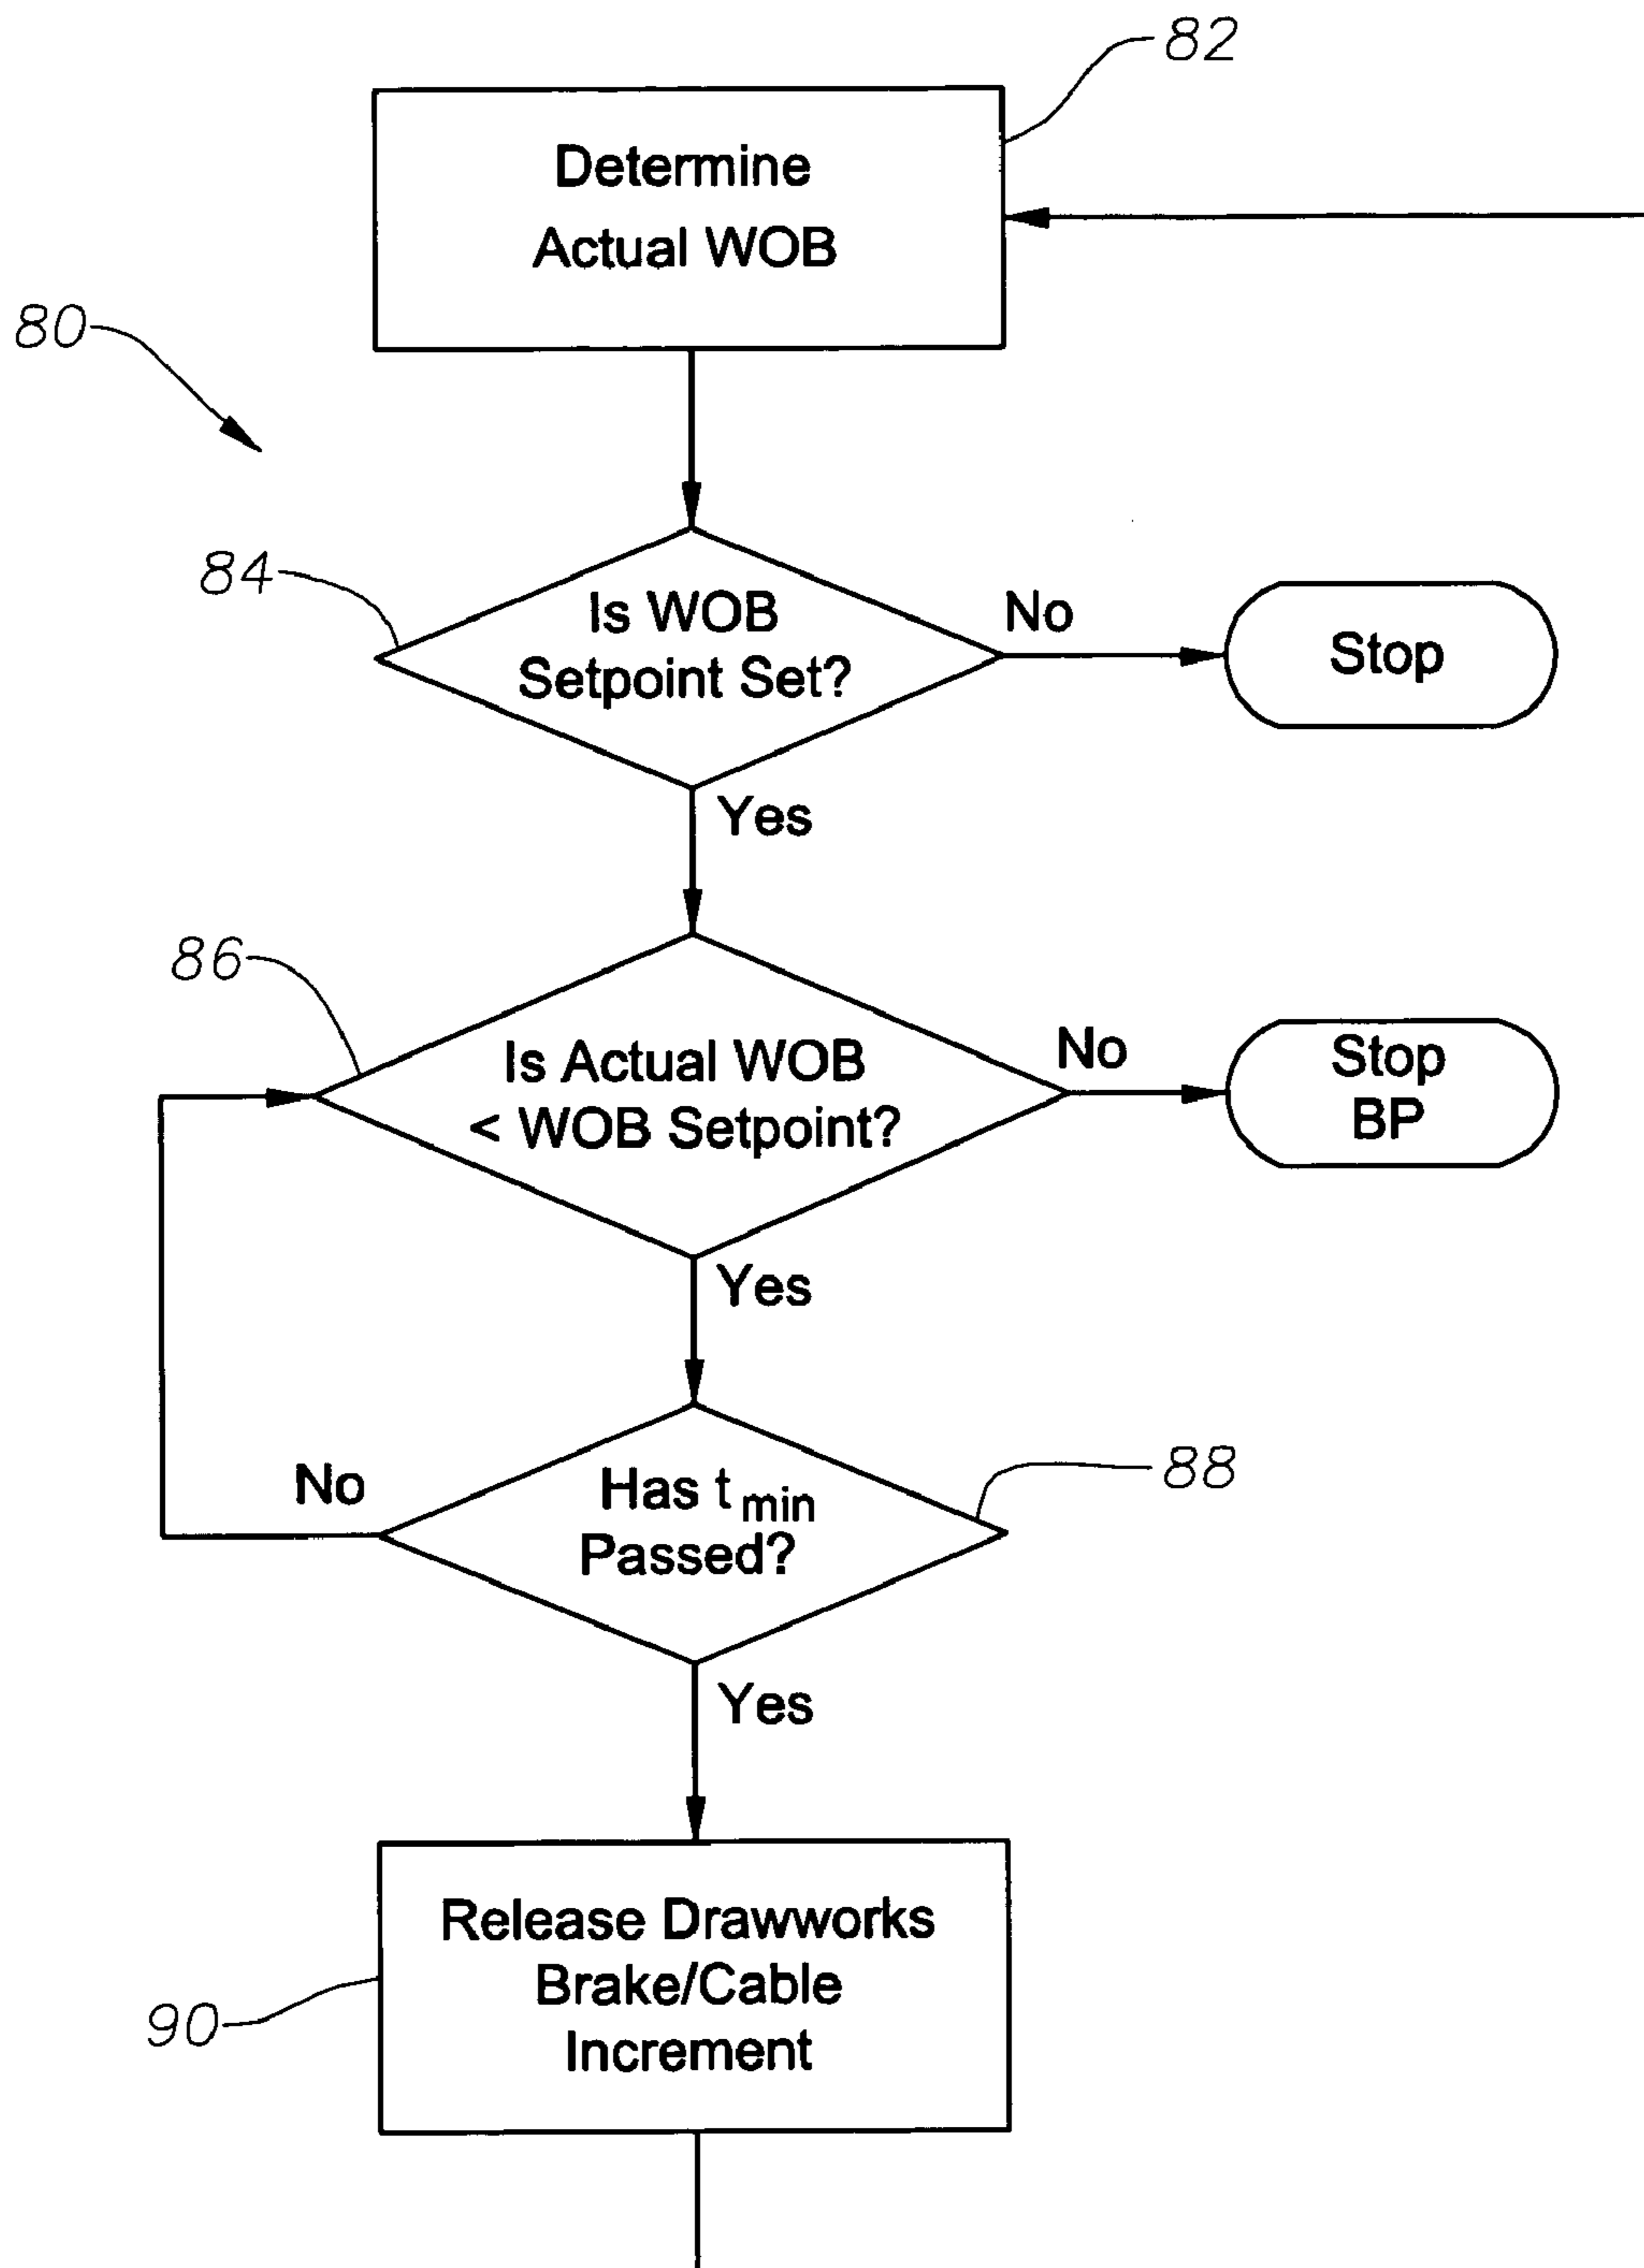 82
Determine
Actual WOB
80
84
Is WOB
Setpoint Set?
No
Stop
Yes
86
Is Actual WOB
< WOB Setpoint?
No
Stop
BP
Yes
88
No
Has t min
Passed?
Yes
Release Drawworks
Brake/Cable
Increment
90